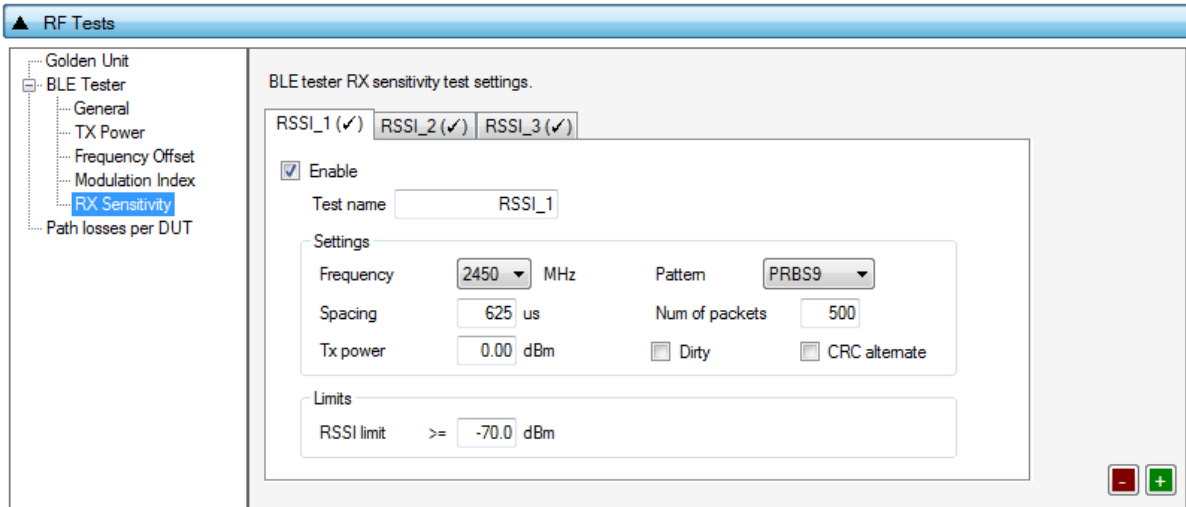 ▲ RF Tests
Golden Unit
BLE Tester
General
TX Power
Frequency Offset
Modulation Index
RX Sensitivity
Path losses per DUT
BLE tester RX sensitivity test settings.
RSSI_1 (✓) RSSI_2 (✓) RSSI_3 (✓)
Enable
Test name RSSI_1
Settings
Frequency 2450 MHz Pattern PRBS9
Spacing 625 us Num of packets 500
Tx power 0.00 dBm Dirty CRC alternate
Limits
RSSI limit >= -70.0 dBm
- +